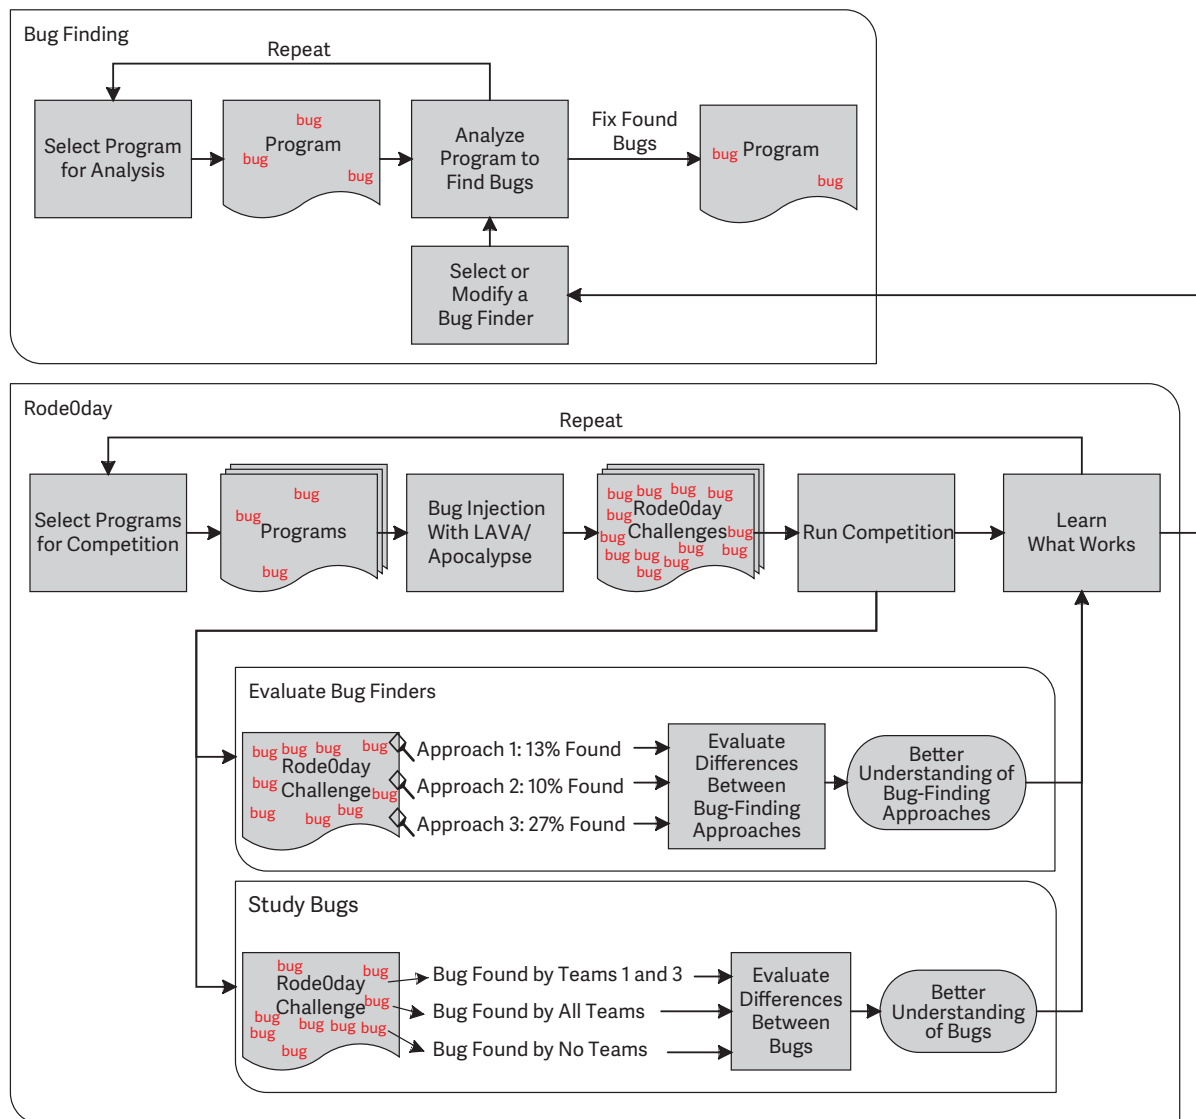 Bug Finding
Repeat
Select Program
for Analysis
bug
Program
bug
bug
Analyze
Program to
Find Bugs
Fix Found
Bugs
bug
Program
bug
Select or
Modify a
Bug Finder
Rode0day
Repeat
Select Programs
for Competition
bug
bug
Programs
bug
Bug Injection
With LAVA/
Apocalypse
bug bug bug bug
Rode0day
bug
Challenges
bug
bug
bug
bug
bug bug bug
bug
Run Competition
Learn
What Works
Evaluate Bug Finders
bug bug bug bug
Rode0day
bug
Challenge
bug
bug
bug
bug
Approach 1: 13% Found
Approach 2: 10% Found
Approach 3: 27% Found
Evaluate
Differences
Between
Bug-Finding
Approaches
Better
Understanding of
Bug-Finding
Approaches
Study Bugs
bug
bug
Rode0day
Challenge
bug
bug
bug
bug bug bug
bug
Bug Found by Teams 1 and 3
Bug Found by All Teams
Bug Found by No Teams
Evaluate
Differences
Between
Bugs
Better
Understanding
of Bugs